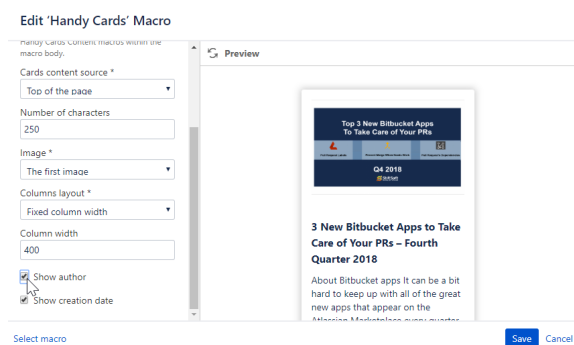 Edit ‘Handy Cards’ Macro
Handy Cards Content macros within the
macro body.
Cards content source *
Top of the page
Number of characters
250
Image *
The first image
Columns layout *
Fixed column width
Column width
400
Show author
Show creation date
Select macro
Preview
Top 3 New Bitbucket Apps
To Take Care of Your PRs
Q4 2018
3 New Bitbucket Apps to Take
Care of Your PRs – Fourth
Quarter 2018
About Bitbucket apps It can be a bit
hard to keep up with all of the great
new apps that appear on the
Atlassian Marketplace every quarter
Save
Cancel